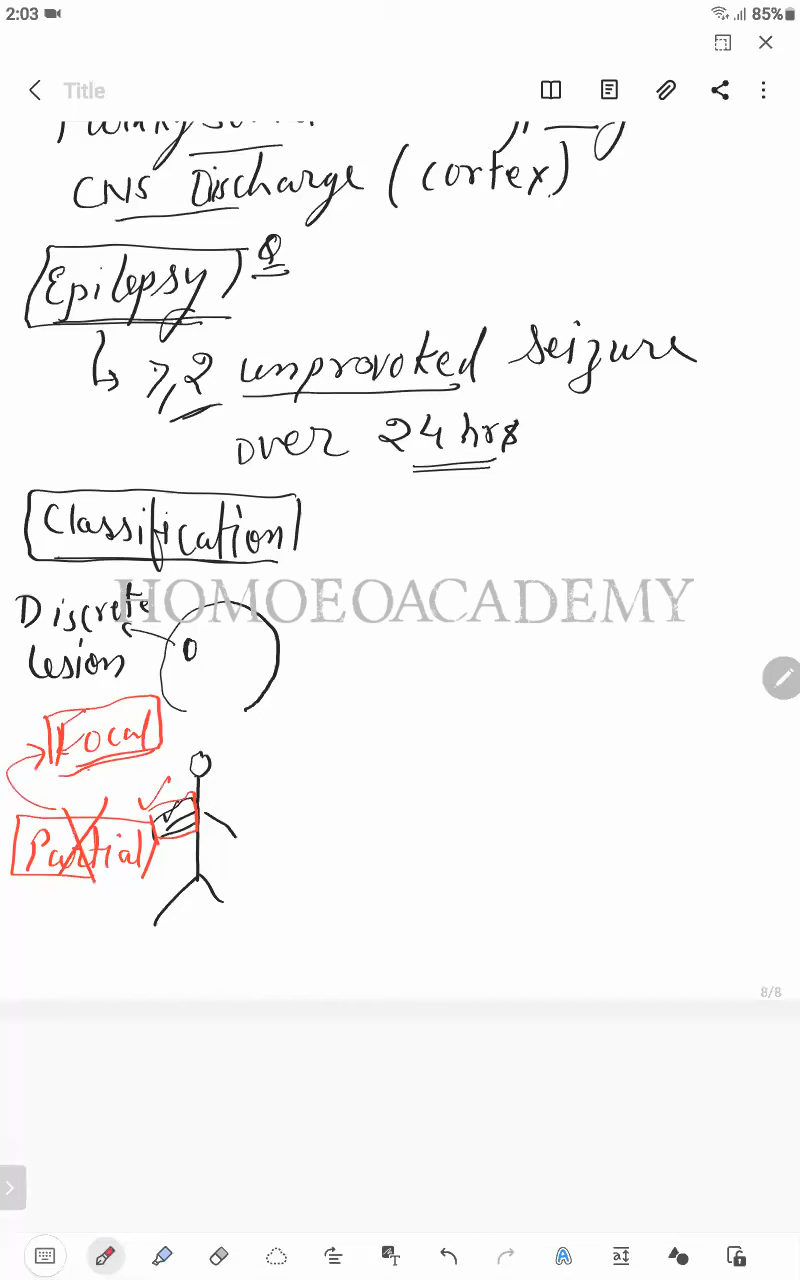 2:03 85%
Title
CNS Discharge (cortex)
Epilepsy Q
↳ ≥2 unprovoked seizure
over 24 hrs
Classification
HOMOEOACADEMY
Discrete
lesion
Focal
Partial
8/8